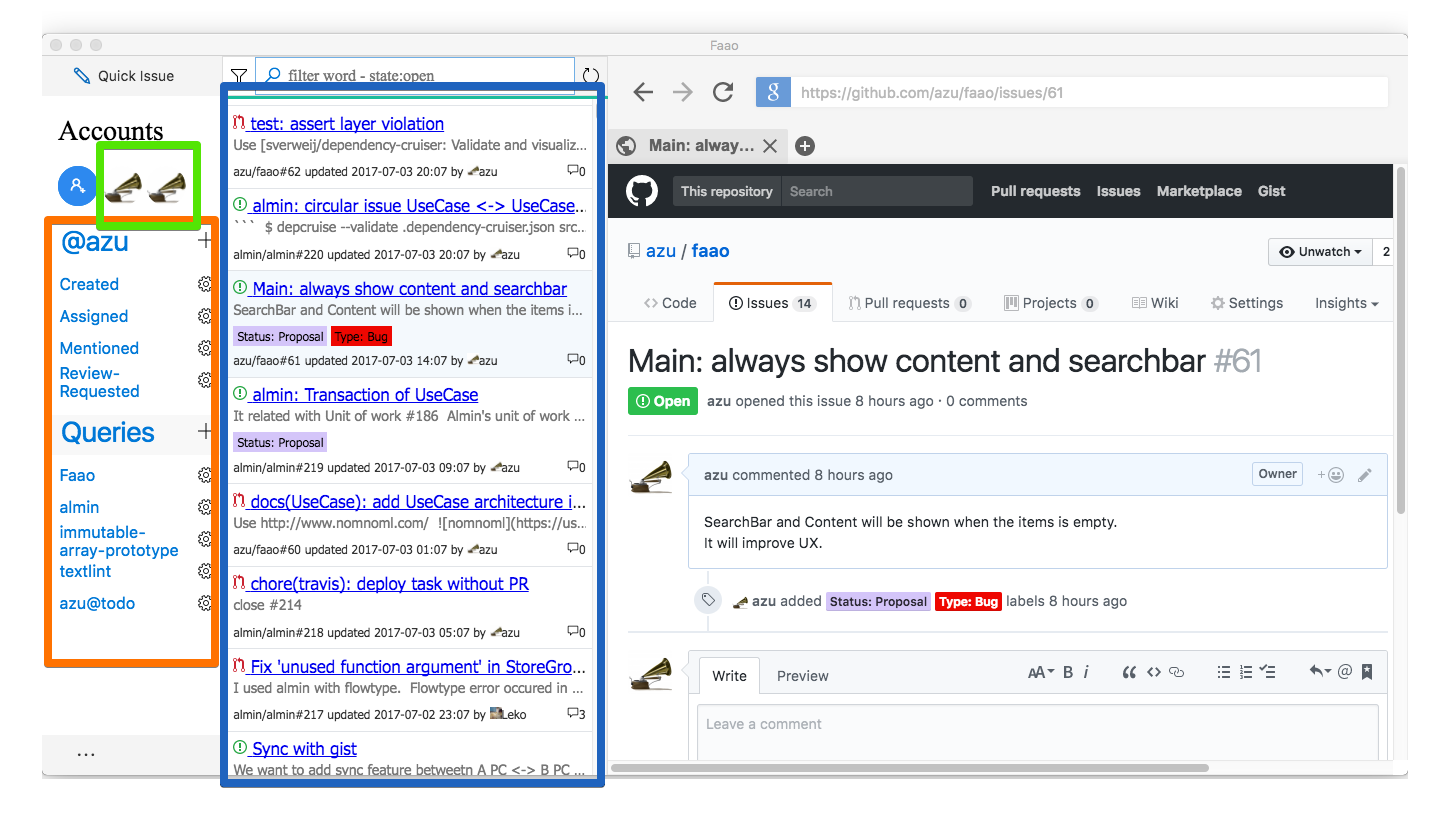 Faao
Quick Issue
filter word - state:open
Accounts
@azu
Created
Assigned
Mentioned
Review-
Requested
Queries
Faao
almin
immutable-
array-prototype
textlint
azu@todo
...
test: assert layer violation
Use [sverweij/dependency-cruiser: Validate and visualiz...
azu/faao#62 updated 2017-07-03 20:07 by azu 0
almin: circular issue UseCase <-> UseCase...
``` $ depcruise --validate .dependency-cruiser.json src...
almin/almin#220 updated 2017-07-03 20:07 by azu 0
Main: always show content and searchbar
SearchBar and Content will be shown when the items i...
Status: Proposal Type: Bug
azu/faao#61 updated 2017-07-03 14:07 by azu 0
almin: Transaction of UseCase
It related with Unit of work #186 Almin's unit of work ...
Status: Proposal
almin/almin#219 updated 2017-07-03 09:07 by azu 0
docs(UseCase): add UseCase architecture i...
Use http://www.nomnoml.com/ ![nomnoml](https://us...
azu/faao#60 updated 2017-07-03 01:07 by azu 0
chore(travis): deploy task without PR
close #214
almin/almin#218 updated 2017-07-03 05:07 by azu 0
Fix 'unused function argument' in StoreGro...
I used almin with flowtype. Flowtype error occured in ...
almin/almin#217 updated 2017-07-02 23:07 by Leko 3
Sync with gist
We want to add sync feature betweetn A PC <-> B PC ...
https://github.com/azu/faao/issues/61
Main: alway...
This repository Search Pull requests Issues Marketplace Gist
azu / faao
Unwatch 2
Code Issues 14 Pull requests 0 Projects 0 Wiki Settings Insights
Main: always show content and searchbar #61
Open azu opened this issue 8 hours ago · 0 comments
azu commented 8 hours ago Owner
SearchBar and Content will be shown when the items is empty.
It will improve UX.
azu added Status: Proposal Type: Bug labels 8 hours ago
Write Preview AA B i “ <> @
Leave a comment